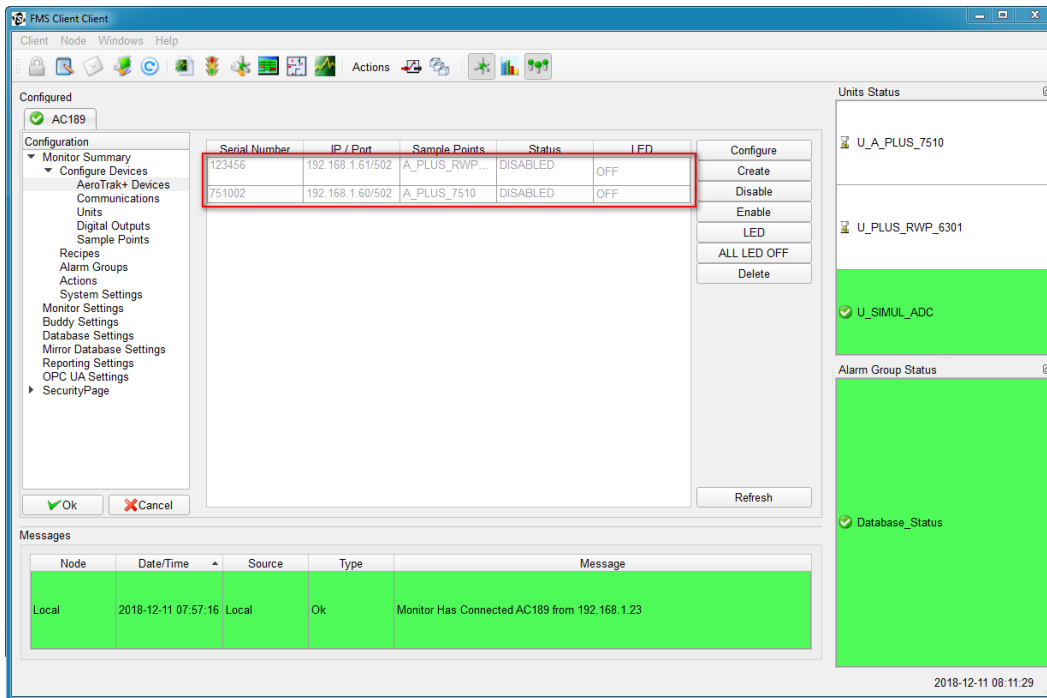 FMS Client Client
Client Node Windows Help
Actions
Configured
AC189
Configuration
Monitor Summary
Configure Devices
AeroTrak+ Devices
Communications
Units
Digital Outputs
Sample Points
Recipes
Alarm Groups
Actions
System Settings
Monitor Settings
Buddy Settings
Database Settings
Mirror Database Settings
Reporting Settings
OPC UA Settings
SecurityPage
Ok Cancel
Serial Number IP / Port Sample Points Status LED
123456 192.168.1.61/502 A_PLUS_RWP... DISABLED OFF
751002 192.168.1.60/502 A_PLUS_7510 DISABLED OFF
Configure
Create
Disable
Enable
LED
ALL LED OFF
Delete
Refresh
Units Status
U_A_PLUS_7510
U_PLUS_RWP_6301
U_SIMUL_ADC
Alarm Group Status
Database_Status
Messages
Node Date/Time Source Type Message
Local 2018-12-11 07:57:16 Local Ok Monitor Has Connected AC189 from 192.168.1.23
2018-12-11 08:11:29